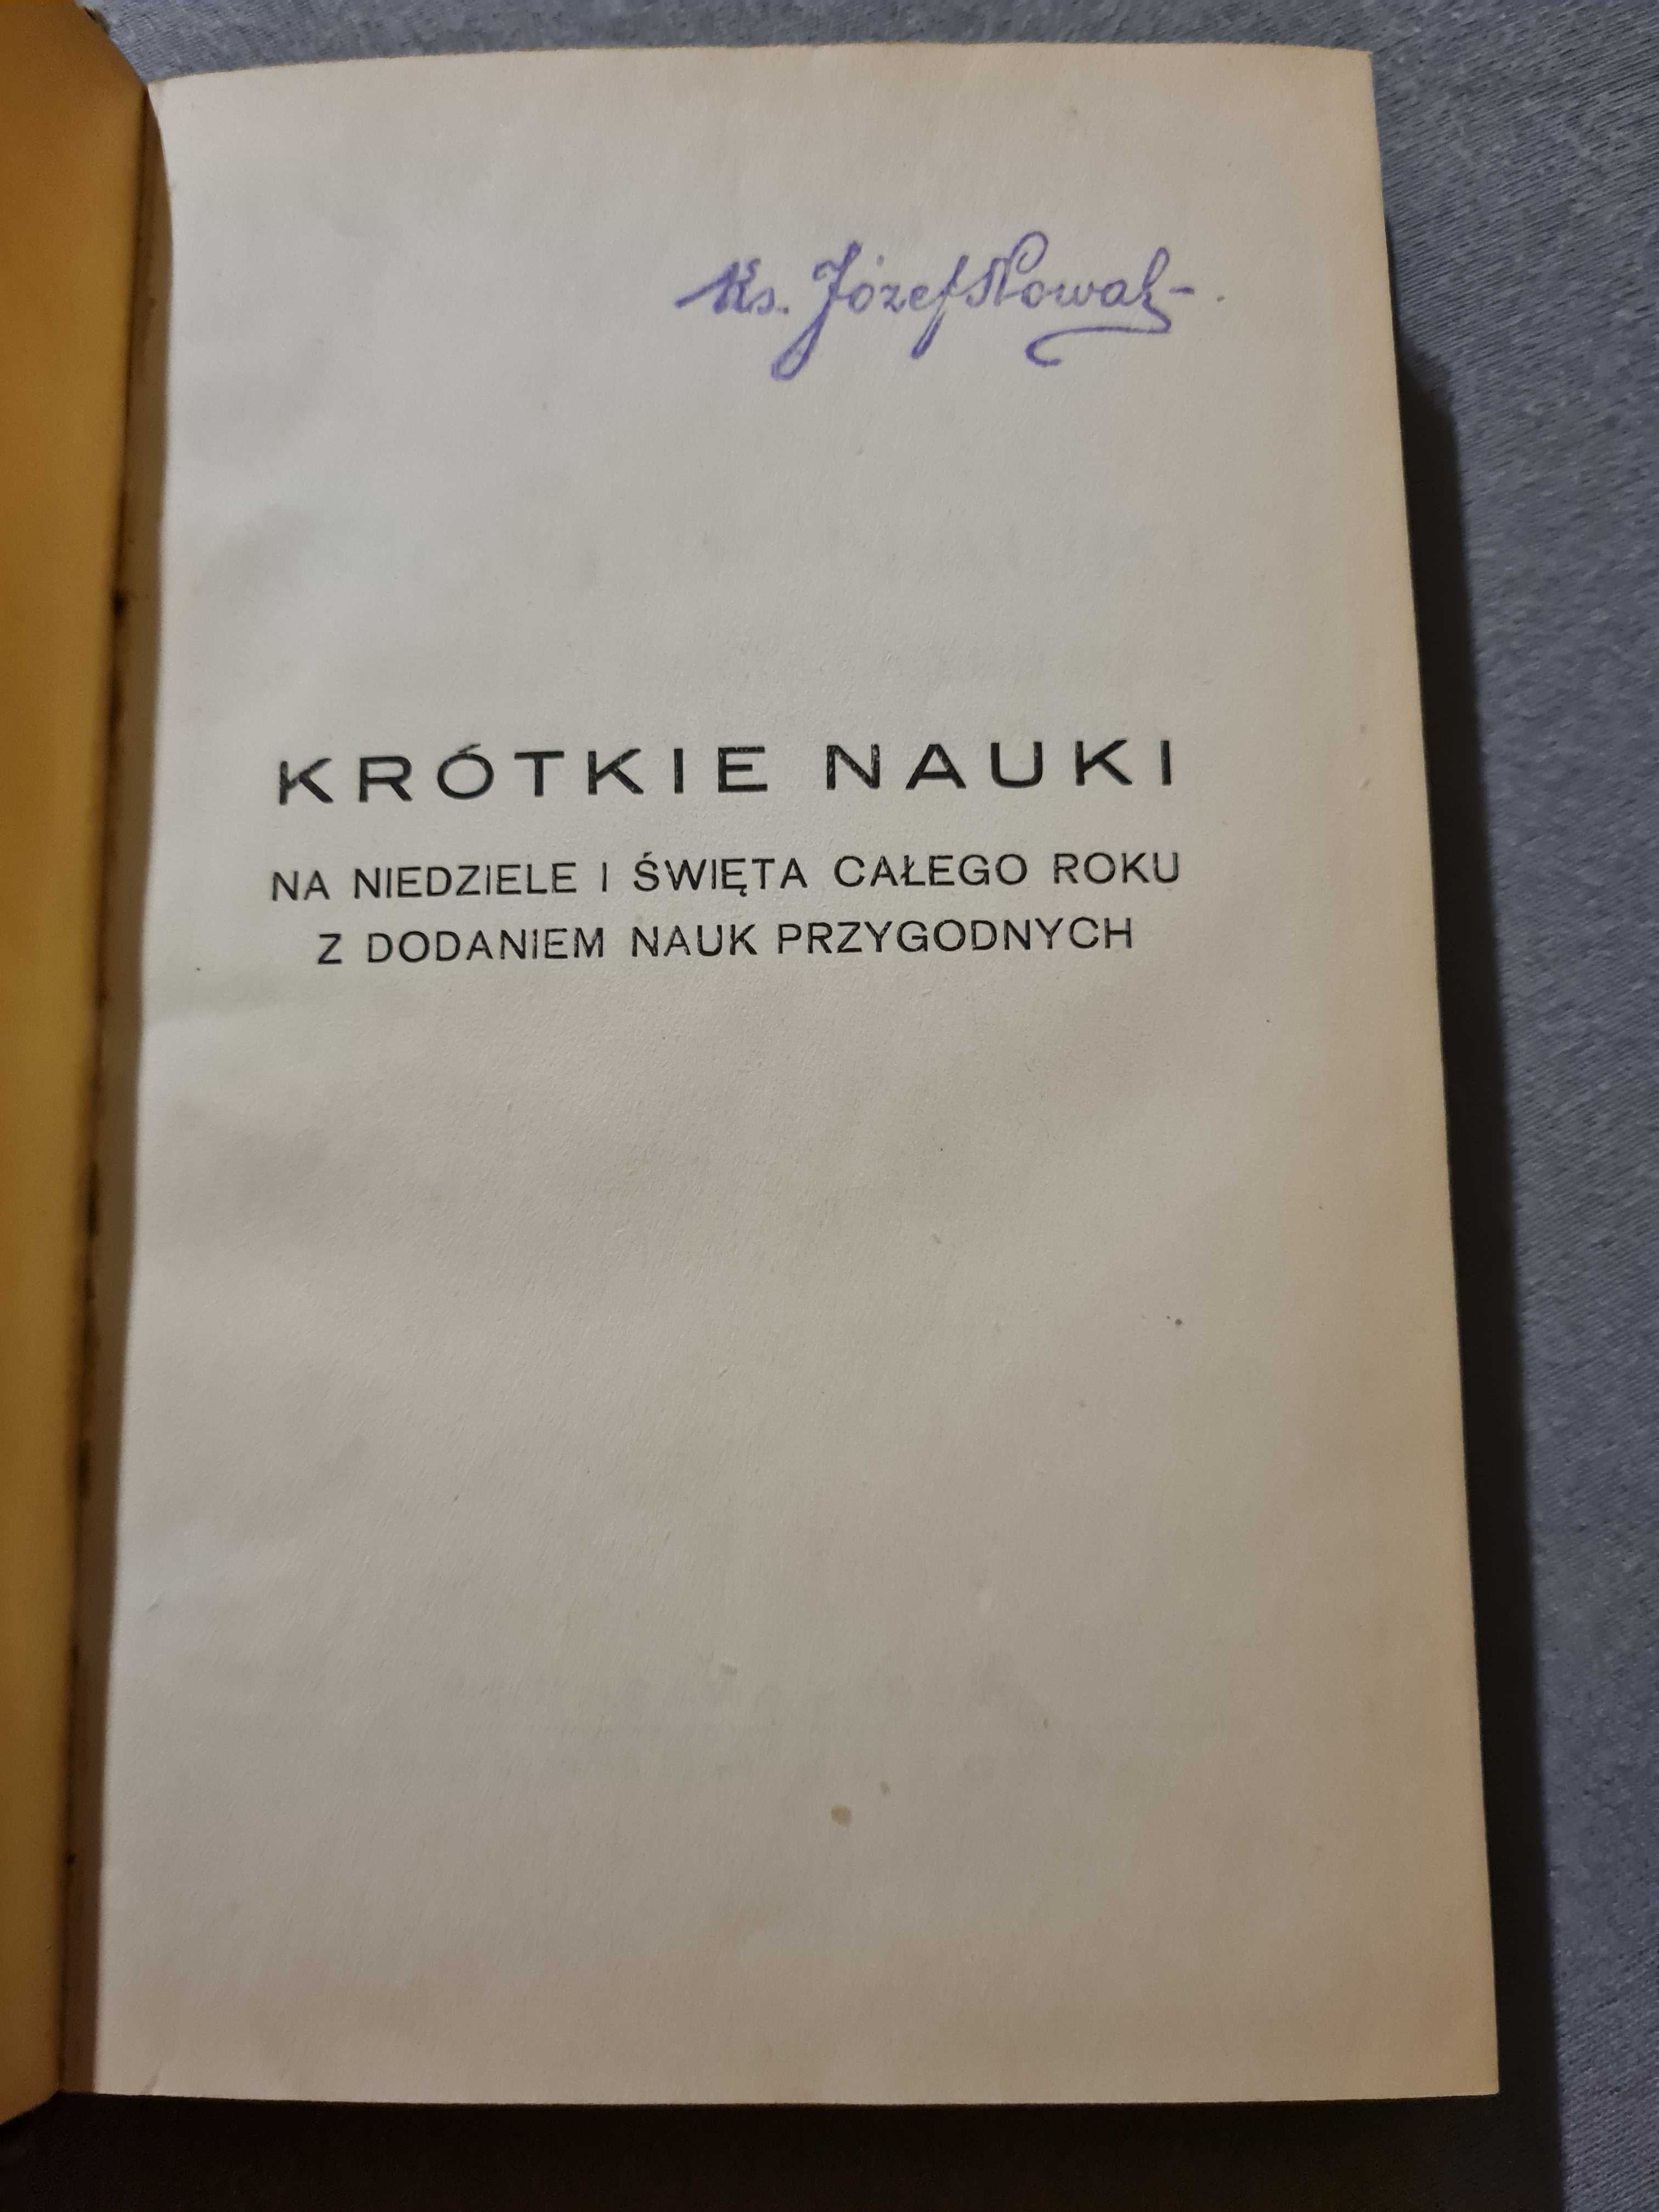 Ks. Józef Nowak
KRÓTKIE NAUKI
NA NIEDZIELE I ŚWIĘTA CAŁEGO ROKU
Z DODANIEM NAUK PRZYGODNYCH